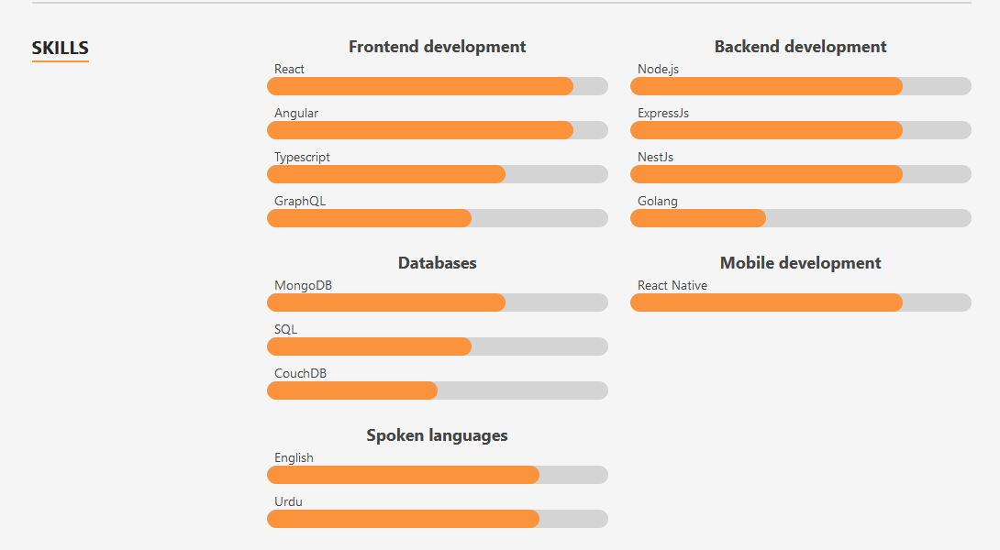 SKILLS
Frontend development
React
Angular
Typescript
GraphQL
Backend development
Node.js
ExpressJs
NestJs
Golang
Databases
MongoDB
SQL
CouchDB
Mobile development
React Native
Spoken languages
English
Urdu